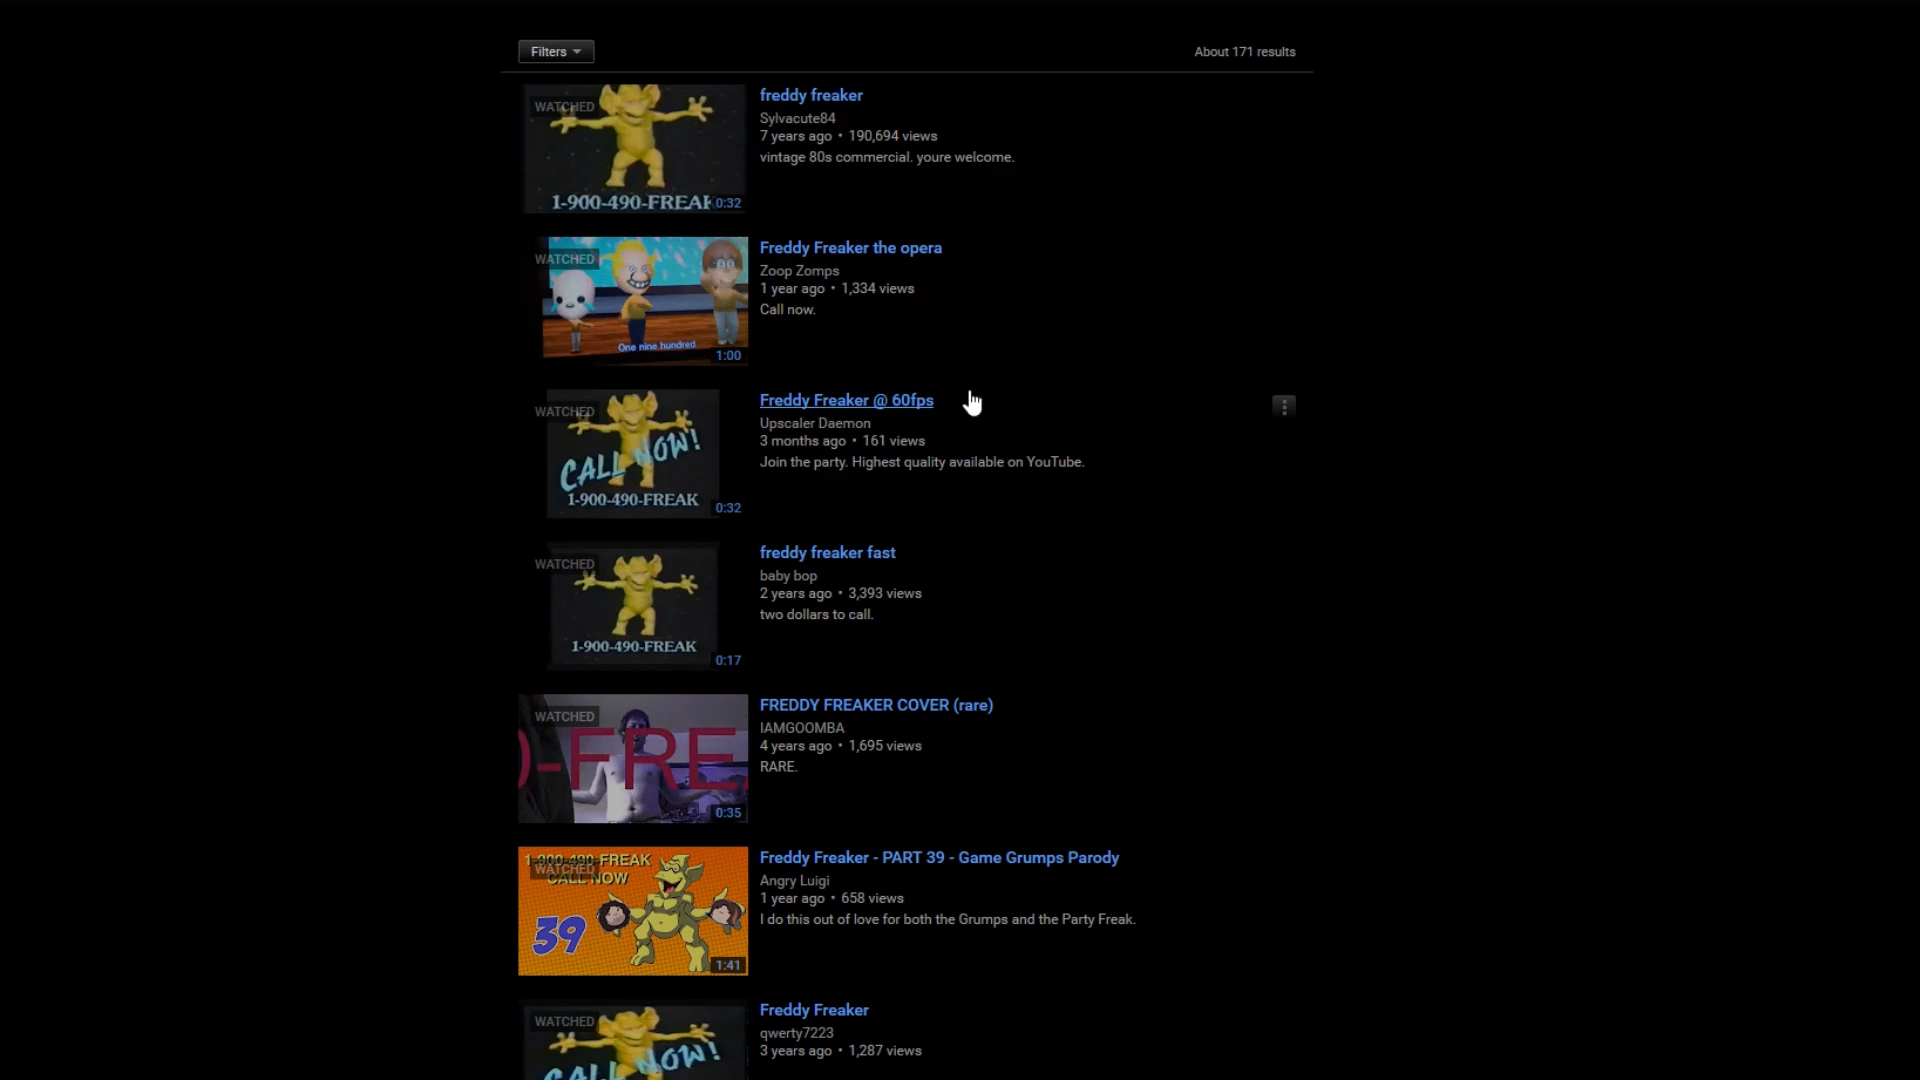 Filters
About 171 results
WATCHED
1-900-490-FREAK
0:32
freddy freaker
Sylvacute84
7 years ago • 190,694 views
vintage 80s commercial. youre welcome.
WATCHED
One nine hundred
1:00
Freddy Freaker the opera
Zoop Zomps
1 year ago • 1,334 views
Call now.
WATCHED
CALL NOW!
1-900-490-FREAK
0:32
Freddy Freaker @ 60fps
Upscaler Daemon
3 months ago • 161 views
Join the party. Highest quality available on YouTube.
WATCHED
1-900-490-FREAK
0:17
freddy freaker fast
baby bop
2 years ago • 3,393 views
two dollars to call.
WATCHED
0-FREA
0:35
FREDDY FREAKER COVER (rare)
IAMGOOMBA
4 years ago • 1,695 views
RARE.
1-900-490-FREAK
WATCHED
CALL NOW
39
1:41
Freddy Freaker - PART 39 - Game Grumps Parody
Angry Luigi
1 year ago • 658 views
I do this out of love for both the Grumps and the Party Freak.
WATCHED
CALL NOW!
Freddy Freaker
qwerty7223
3 years ago • 1,287 views